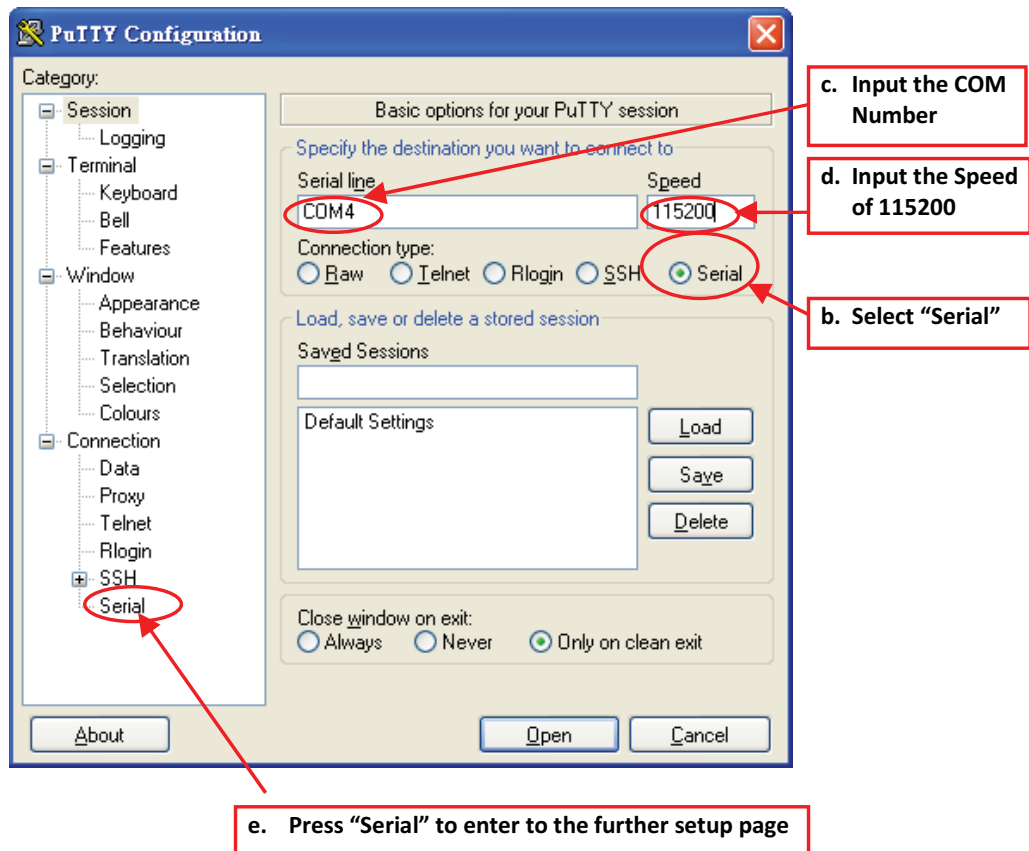 PuTTY Configuration
Category:
Session
Logging
Terminal
Keyboard
Bell
Features
Window
Appearance
Behaviour
Translation
Selection
Colours
Connection
Data
Proxy
Telnet
Rlogin
SSH
Serial
Basic options for your PuTTY session
Specify the destination you want to connect to
Serial line Speed
COM4 115200
Connection type:
Raw Telnet Rlogin SSH Serial
Load, save or delete a stored session
Saved Sessions
Default Settings
Load
Save
Delete
Close window on exit:
Always Never Only on clean exit
About Open Cancel
c. Input the COM
Number
d. Input the Speed
of 115200
b. Select “Serial”
e. Press “Serial” to enter to the further setup page